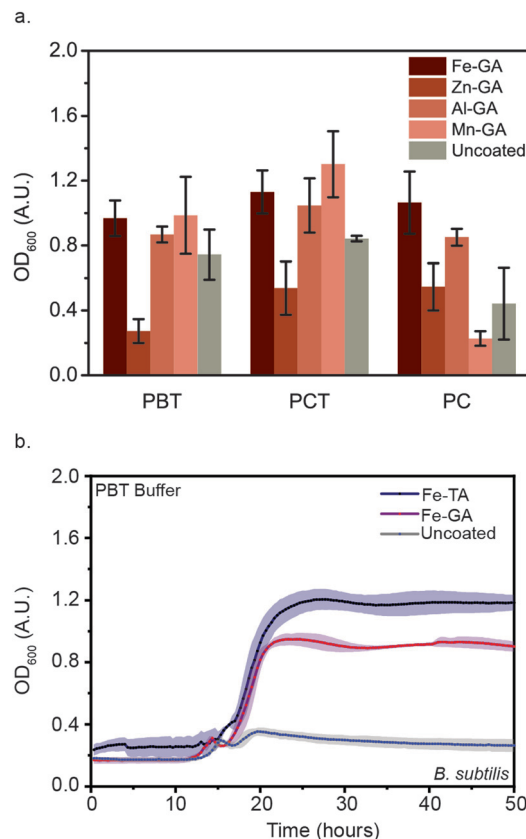 a.
2.0
1.6
1.2
0.8
0.4
0.0
OD600 (A.U.)
Fe-GA
Zn-GA
Al-GA
Mn-GA
Uncoated
PBT PCT PC
b.
2.0
1.6
1.2
0.8
0.4
0.0
OD600 (A.U.)
PBT Buffer
Fe-TA
Fe-GA
Uncoated
B. subtilis
0 10 20 30 40 50
Time (hours)